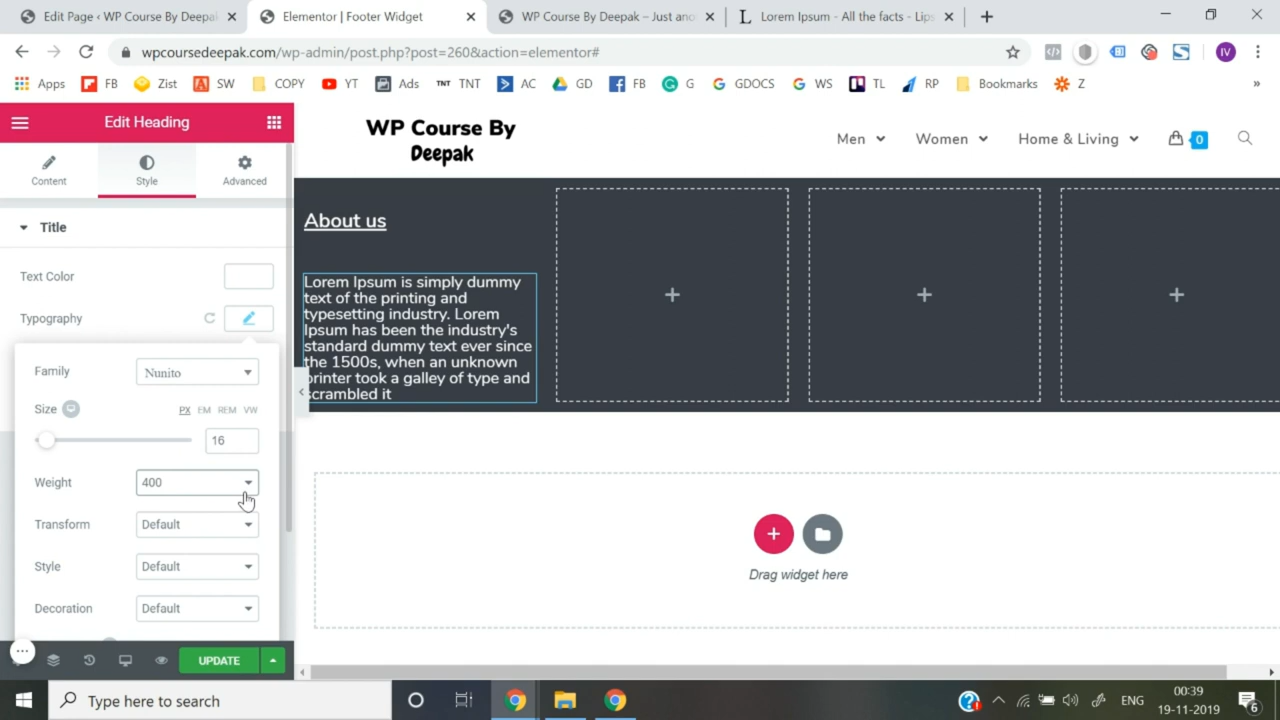 Edit Page ‹ WP Course By Deepa
Elementor | Footer Widget
WP Course By Deepak – Just ano
Lorem Ipsum - All the facts - Lips
wpcoursedeepak.com/wp-admin/post.php?post=260&action=elementor#
IV
Apps FB Zist SW COPY YT Ads TNT TNT AC GD FB G GDOCS WS TL RP Bookmarks Z »
Edit Heading
Content
Style
Advanced
Title
Text Color
Typography
Family
Nunito
Size
PX EM REM VW
16
Weight
400
Transform
Default
Style
Default
Decoration
Default
UPDATE
WP Course By
Deepak
Men
Women
Home & Living
0
About us
Lorem Ipsum is simply dummy
text of the printing and
typesetting industry. Lorem
Ipsum has been the industry's
standard dummy text ever since
the 1500s, when an unknown
printer took a galley of type and
scrambled it
Drag widget here
Type here to search
ENG
00:39
19-11-2019
6